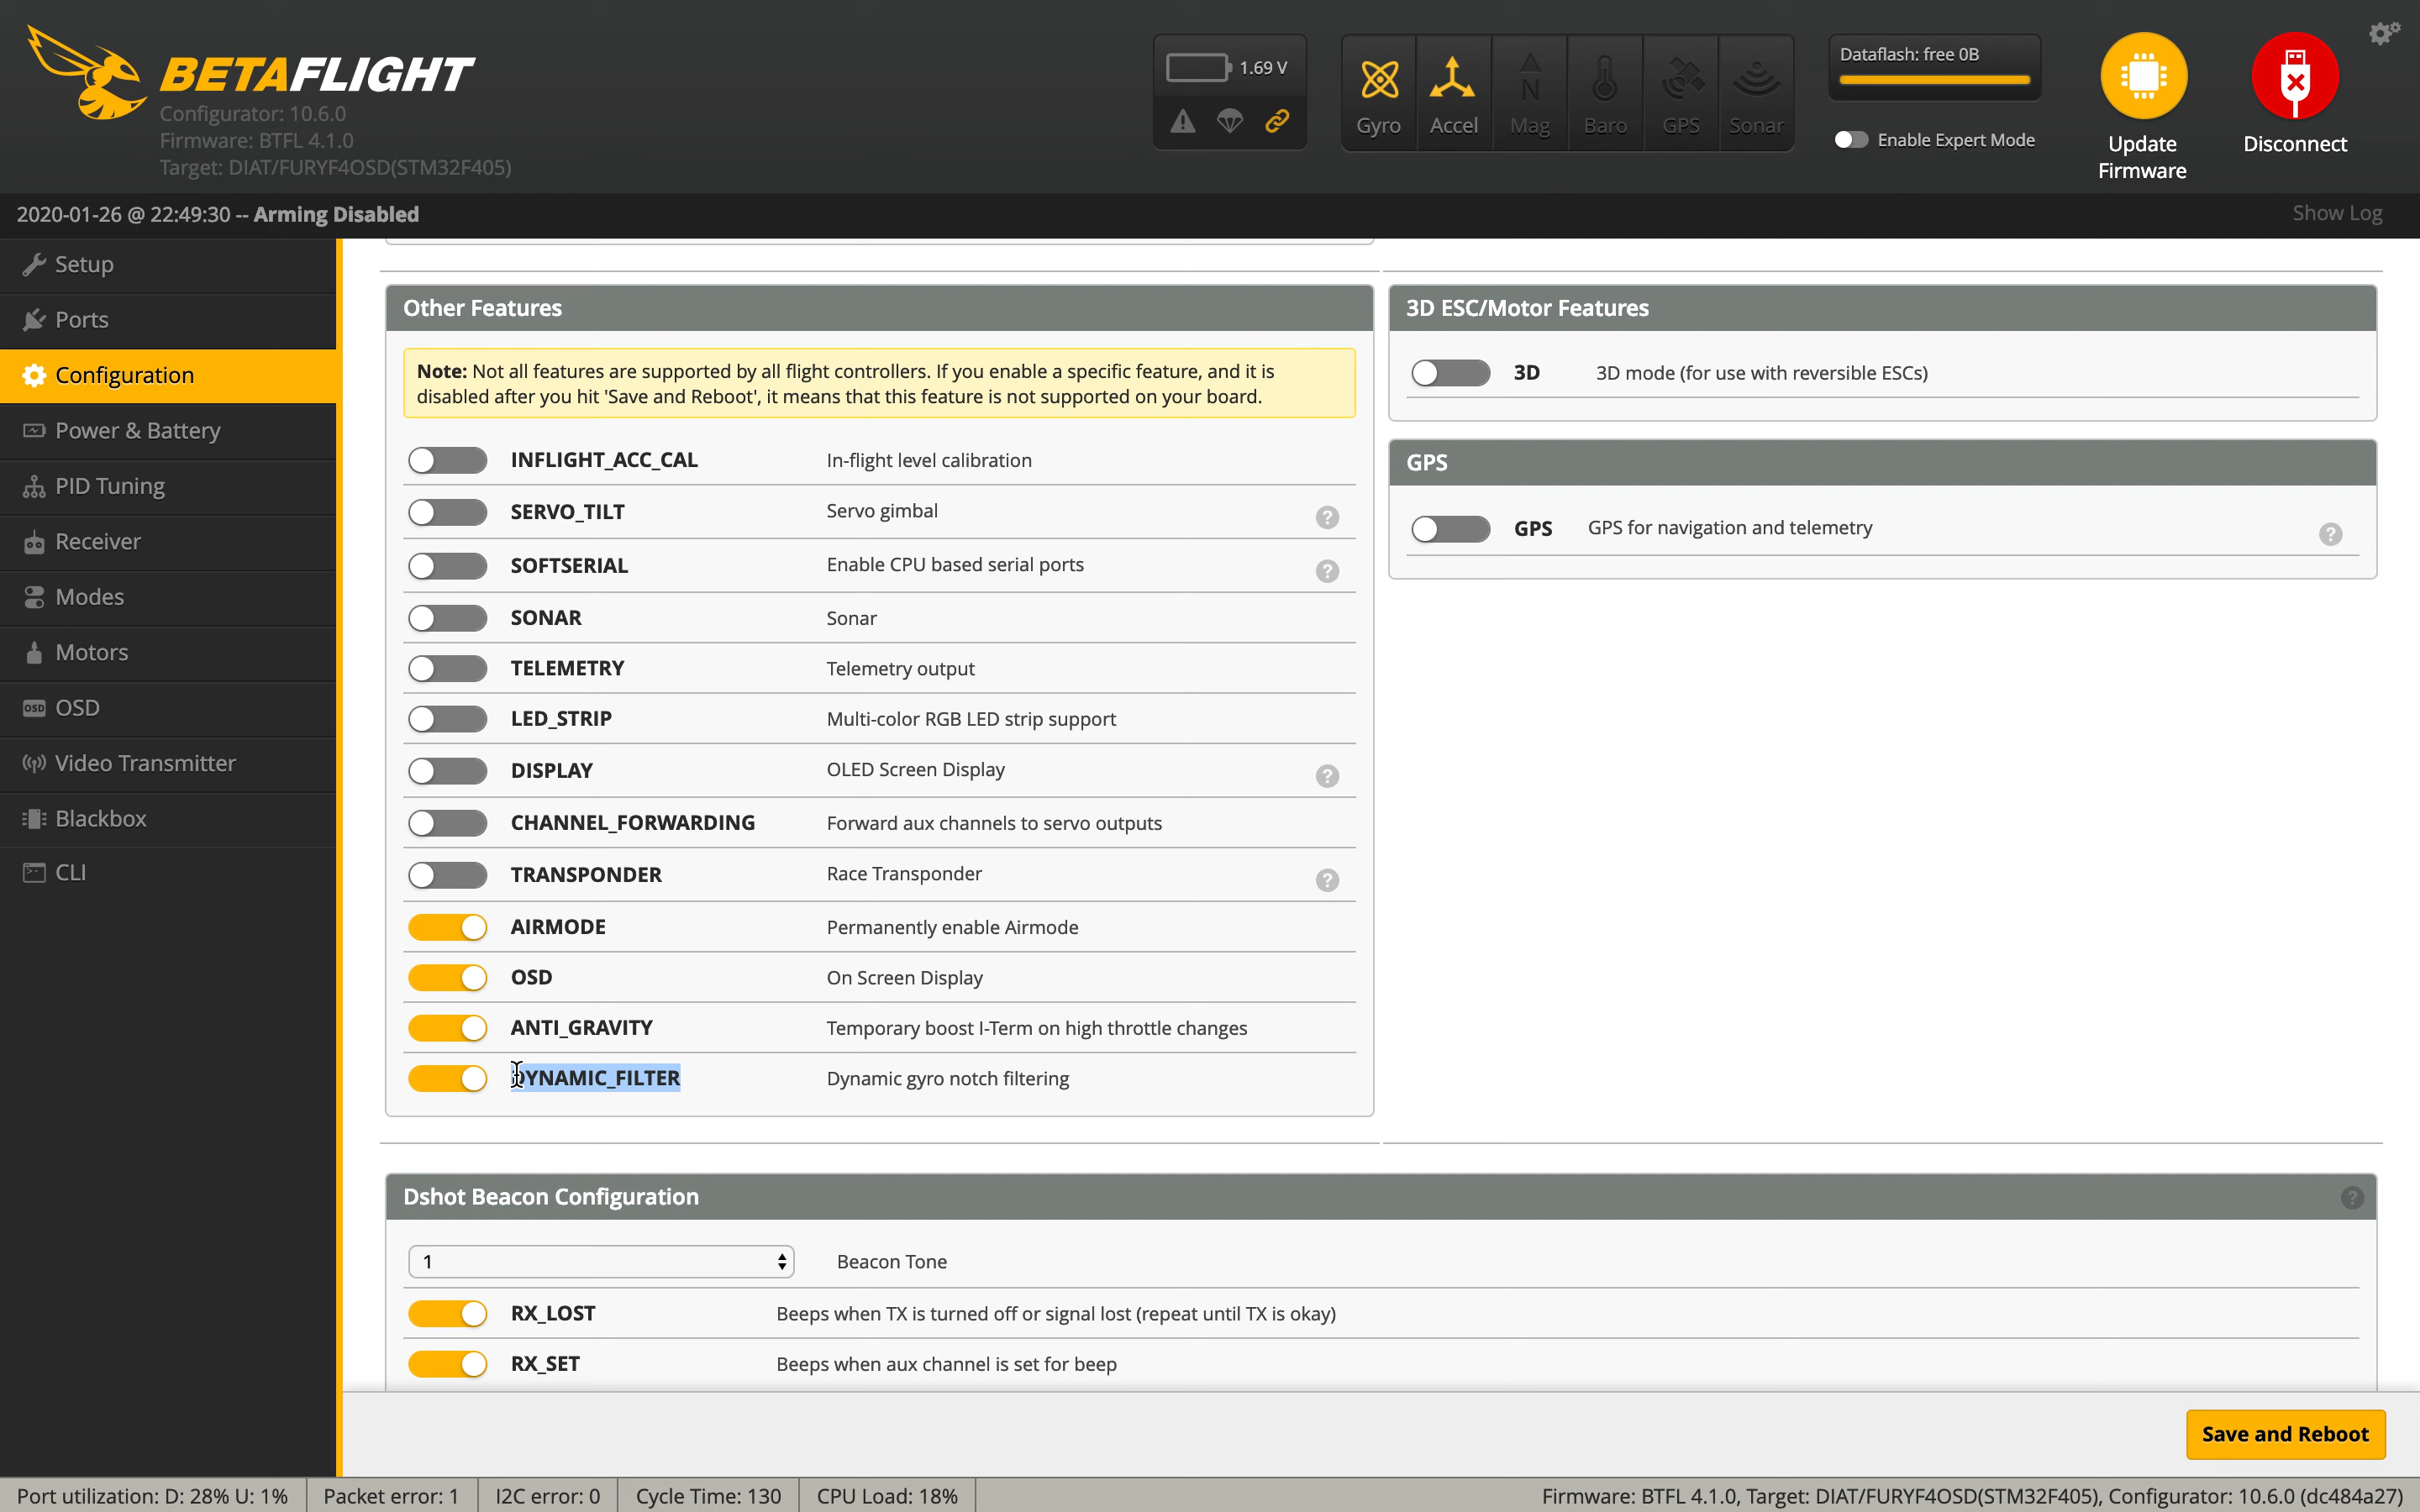 BETAFLIGHT
Configurator: 10.6.0
Firmware: BTFL 4.1.0
Target: DIAT/FURYF4OSD(STM32F405)
1.69 V
Gyro
Accel
Mag
Baro
GPS
Sonar
Dataflash: free 0B
Enable Expert Mode
Update
Firmware
Disconnect
2020-01-26 @ 22:49:30 -- Arming Disabled
Show Log
Setup
Ports
Configuration
Power & Battery
PID Tuning
Receiver
Modes
Motors
OSD OSD
Video Transmitter
Blackbox
CLI
Other Features
Note: Not all features are supported by all flight controllers. If you enable a specific feature, and it is
disabled after you hit 'Save and Reboot', it means that this feature is not supported on your board.
INFLIGHT_ACC_CAL In-flight level calibration
SERVO_TILT Servo gimbal ?
SOFTSERIAL Enable CPU based serial ports ?
SONAR Sonar
TELEMETRY Telemetry output
LED_STRIP Multi-color RGB LED strip support
DISPLAY OLED Screen Display ?
CHANNEL_FORWARDING Forward aux channels to servo outputs
TRANSPONDER Race Transponder ?
AIRMODE Permanently enable Airmode
OSD On Screen Display
ANTI_GRAVITY Temporary boost I-Term on high throttle changes
DYNAMIC_FILTER Dynamic gyro notch filtering
3D ESC/Motor Features
3D 3D mode (for use with reversible ESCs)
GPS
GPS GPS for navigation and telemetry ?
Dshot Beacon Configuration ?
1 Beacon Tone
RX_LOST Beeps when TX is turned off or signal lost (repeat until TX is okay)
RX_SET Beeps when aux channel is set for beep
Save and Reboot
Port utilization: D: 28% U: 1% Packet error: 1 I2C error: 0 Cycle Time: 130 CPU Load: 18% Firmware: BTFL 4.1.0, Target: DIAT/FURYF4OSD(STM32F405), Configurator: 10.6.0 (dc484a27)